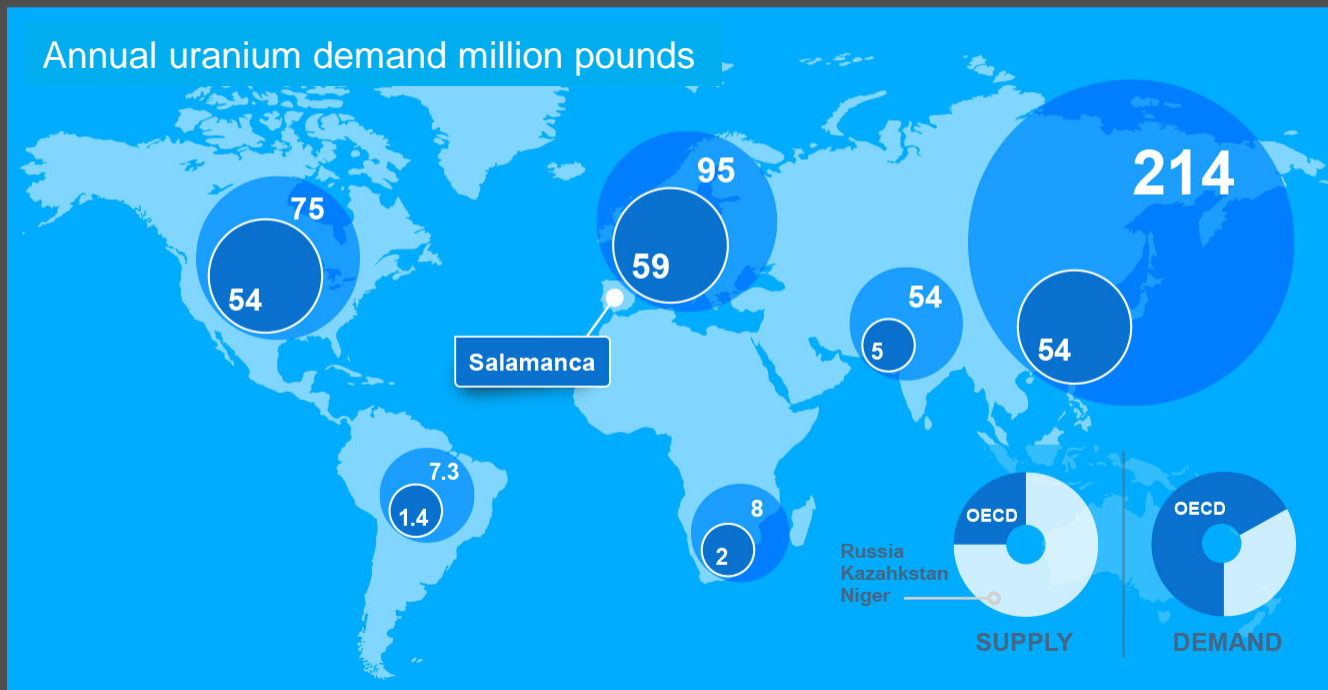 Annual uranium demand million pounds
75
54
95
59
214
54
54
5
Salamanca
7.3
1.4
8
2
OECD
OECD
Russia
Kazahkstan
Niger
SUPPLY
DEMAND